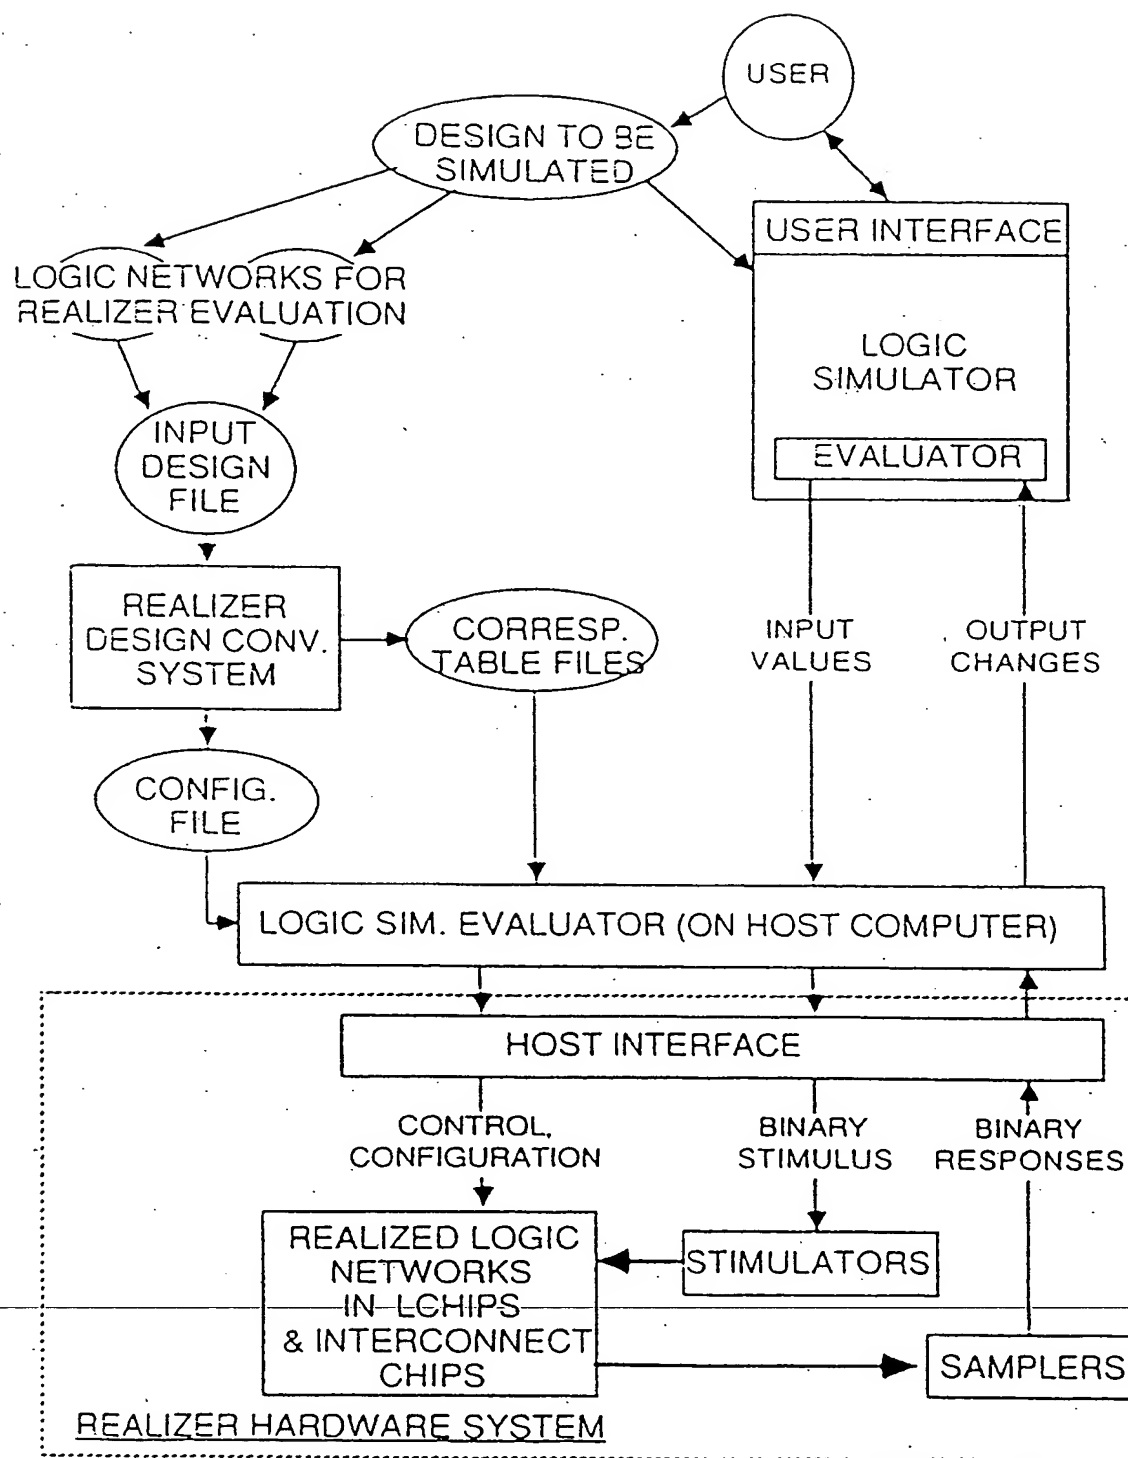 USER
DESIGN TO BE
SIMULATED
USER INTERFACE
LOGIC NETWORKS FOR
REALIZER EVALUATION
LOGIC
SIMULATOR
INPUT
DESIGN
FILE
EVALUATOR
REALIZER
DESIGN CONV.
SYSTEM
CORRESP.
TABLE FILES
INPUT
VALUES
OUTPUT
CHANGES
CONFIG.
FILE
LOGIC SIM. EVALUATOR (ON HOST COMPUTER)
HOST INTERFACE
CONTROL,
CONFIGURATION
BINARY
STIMULUS
BINARY
RESPONSES
REALIZED LOGIC
NETWORKS
IN LCHIPS
& INTERCONNECT
CHIPS
STIMULATORS
SAMPLERS
REALIZER HARDWARE SYSTEM